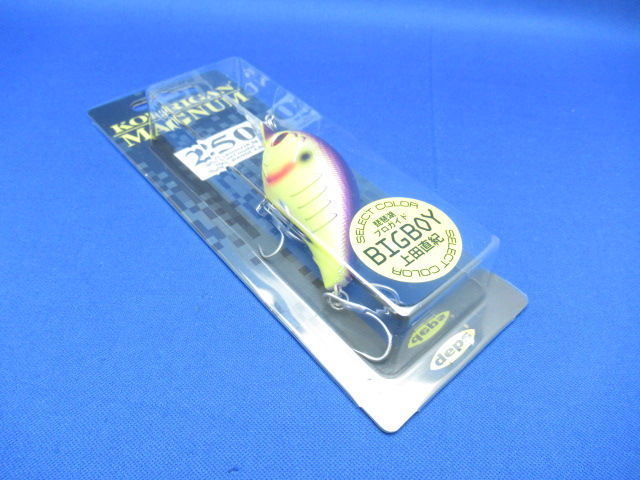 KORRIGAN
MAGNUM
250
SELECT COLOR
琵琶湖
プロガイド
BIGBOY
上田直紀
SELECT COLOR
deps
deps